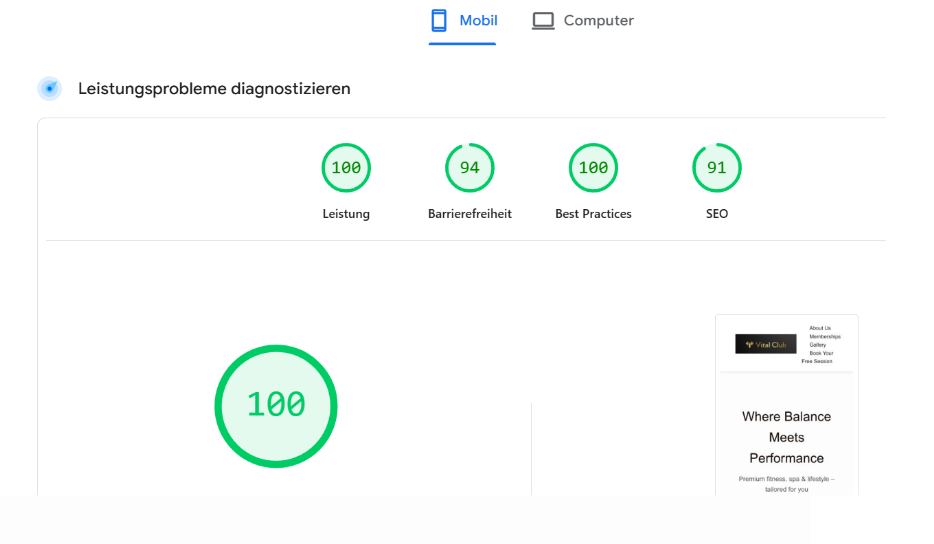 Mobil
Computer
Leistungsprobleme diagnostizieren
100
94
100
91
Leistung
Barrierefreiheit
Best Practices
SEO
100
Vital Club
About Us
Memberships
Gallery
Book Your
Free Session
Where Balance
Meets
Performance
Premium fitness, spa & lifestyle –
tailored for you